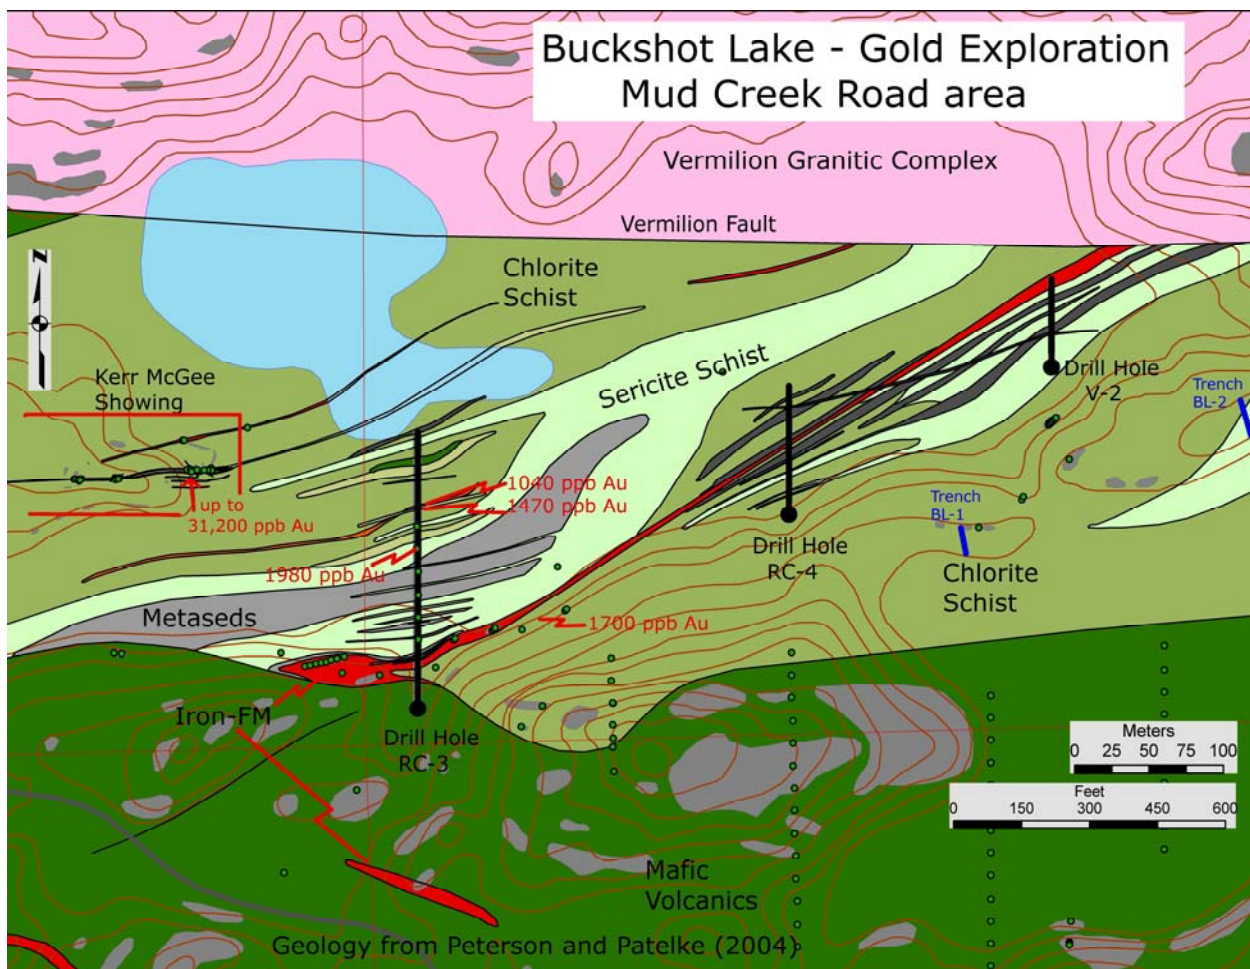 Buckshot Lake - Gold Exploration
Mud Creek Road area
Vermilion Granitic Complex
Vermilion Fault
Chlorite
Schist
N
Kerr McGee
Showing
Sericite Schist
Drill Hole
V-2
Trench
BL-2
up to
31,200 ppb Au
1040 ppb Au
1470 ppb Au
Trench
BL-1
Drill Hole
RC-4
1980 ppb Au
Chlorite
Schist
Metaseds
1700 ppb Au
Iron-FM
Drill Hole
RC-3
Meters
0 25 50 75 100
Feet
0 150 300 450 600
Mafic
Volcanics
Geology from Peterson and Patelke (2004)